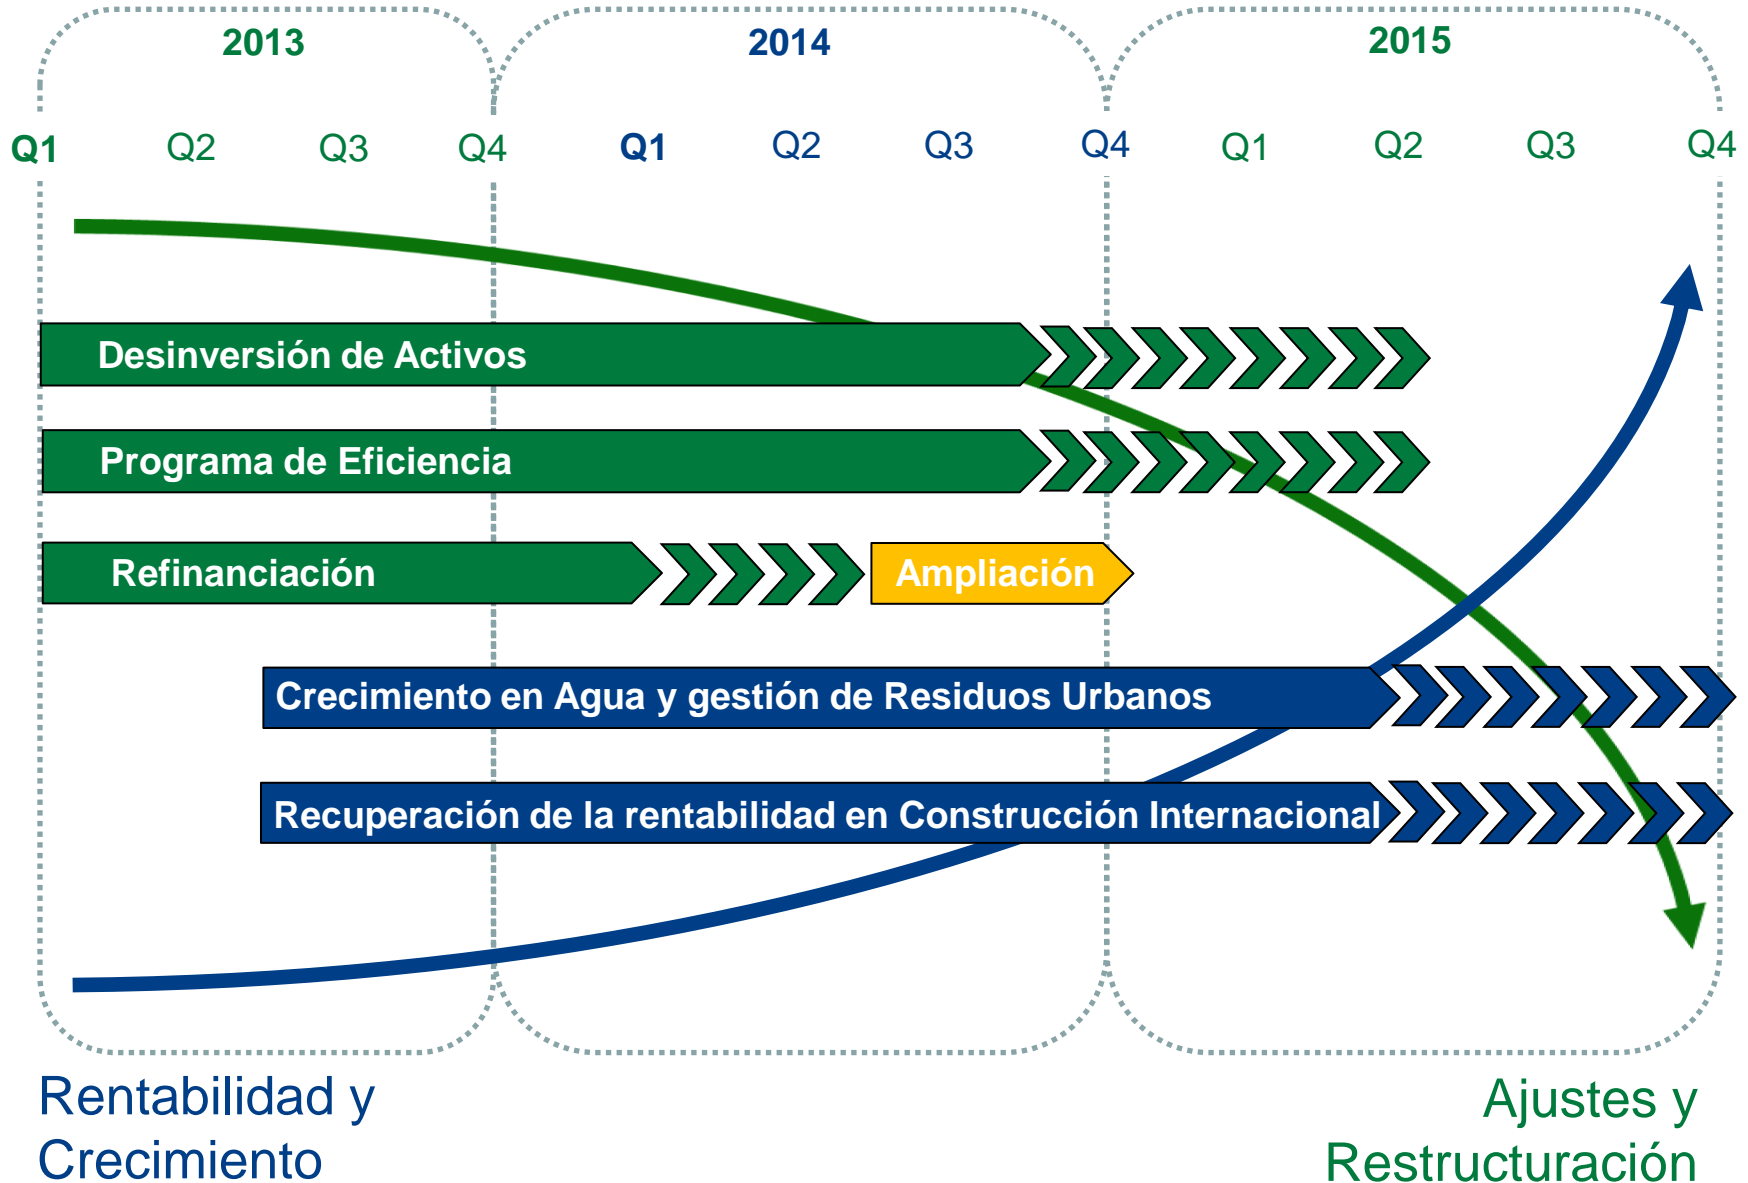 2013 2014 2015
Q1 Q2 Q3 Q4 Q1 Q2 Q3 Q4 Q1 Q2 Q3 Q4
Desinversión de Activos
Programa de Eficiencia
Refinanciación Ampliación
Crecimiento en Agua y gestión de Residuos Urbanos
Recuperación de la rentabilidad en Construcción Internacional
Rentabilidad y
Crecimiento
Ajustes y
Restructuración